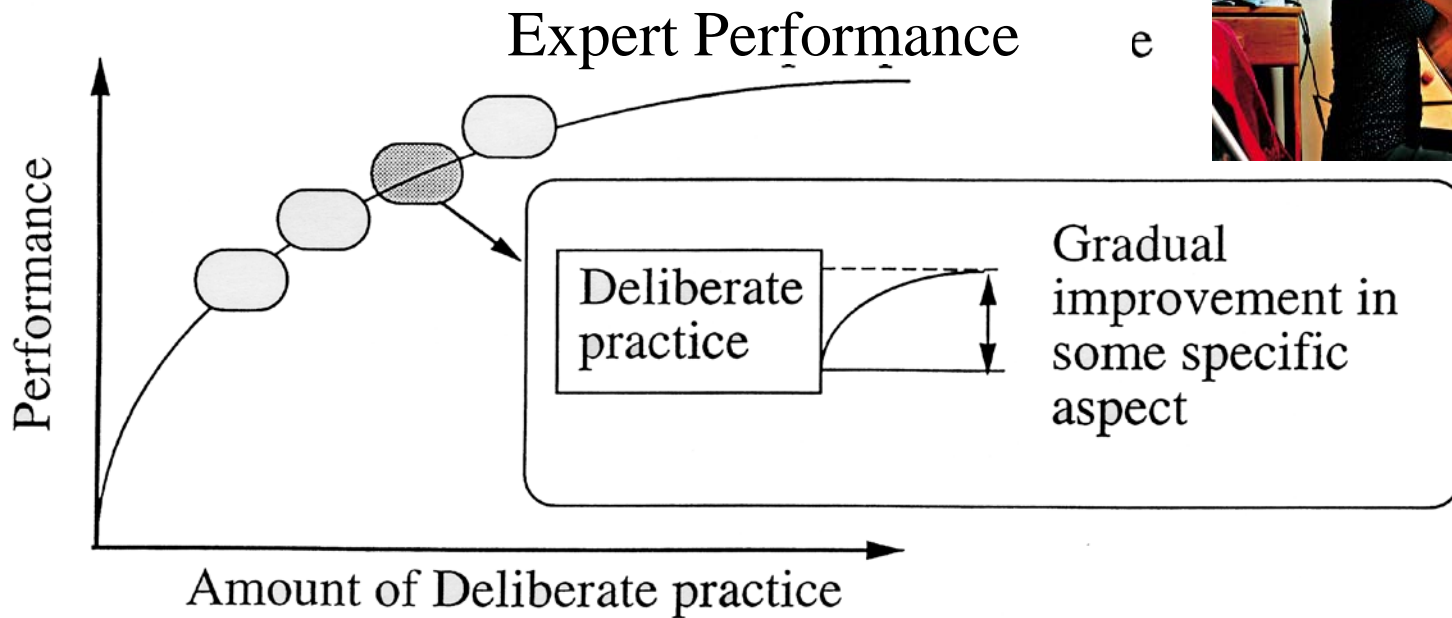 Expert Performance e
Performance
Deliberate
practice
Gradual
improvement in
some specific
aspect
Amount of Deliberate practice